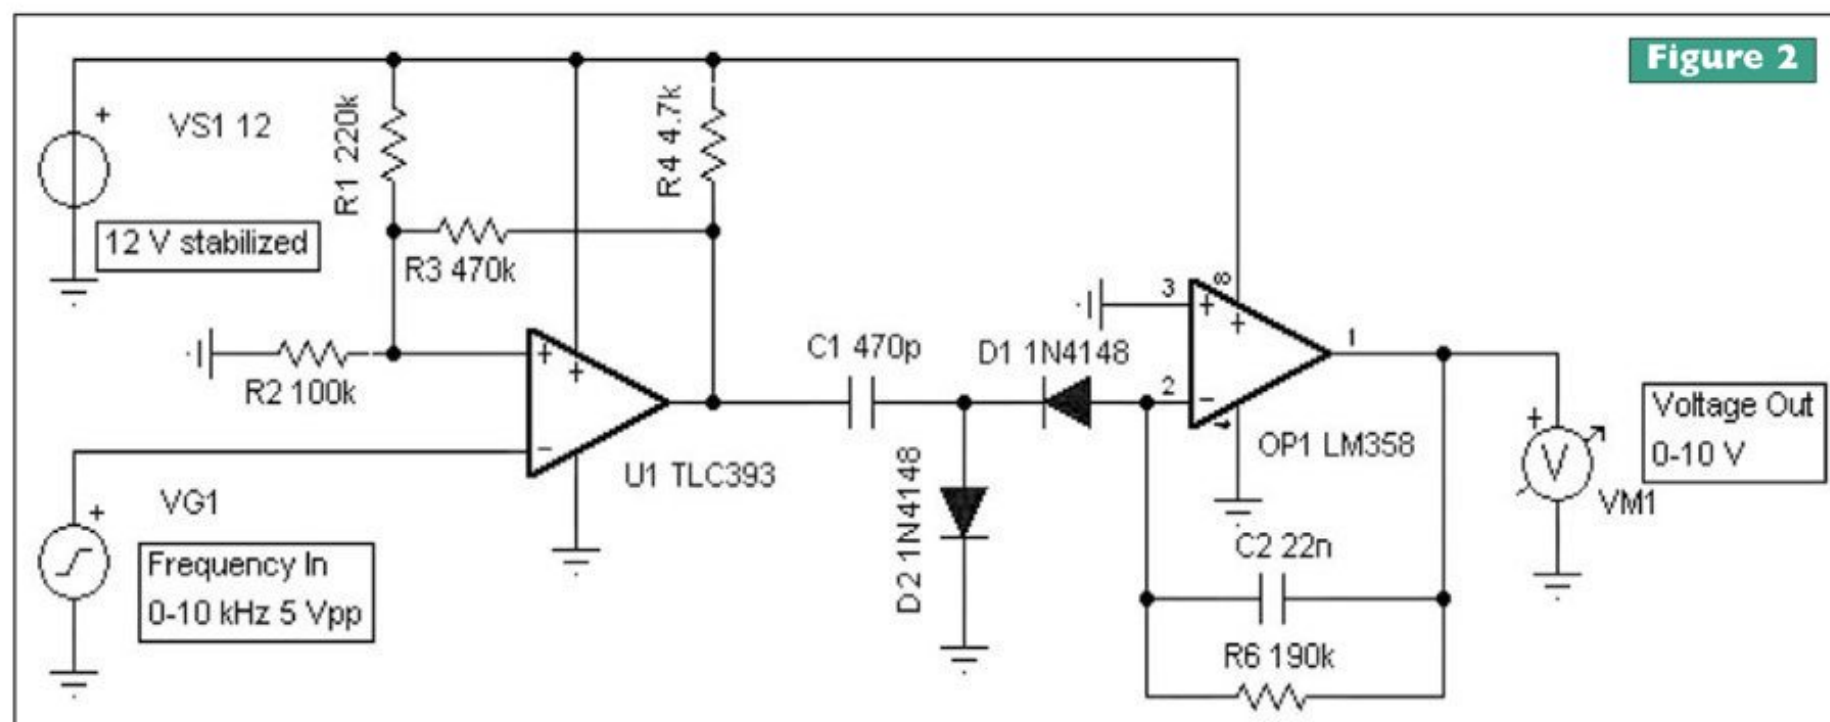 Figure 2
+
VS1 12
12 V stabilized
R1 220k
R4 4.7k
R3 470k
R2 100k
+
+
-
U1 TLC393
VG1
+
Frequency In
0-10 kHz 5 Vpp
C1 470p
D1 1N4148
D2 1N4148
3
8
+
+
2
-
4
1
OP1 LM358
C2 22n
R6 190k
+
V
VM1
Voltage Out
0-10 V